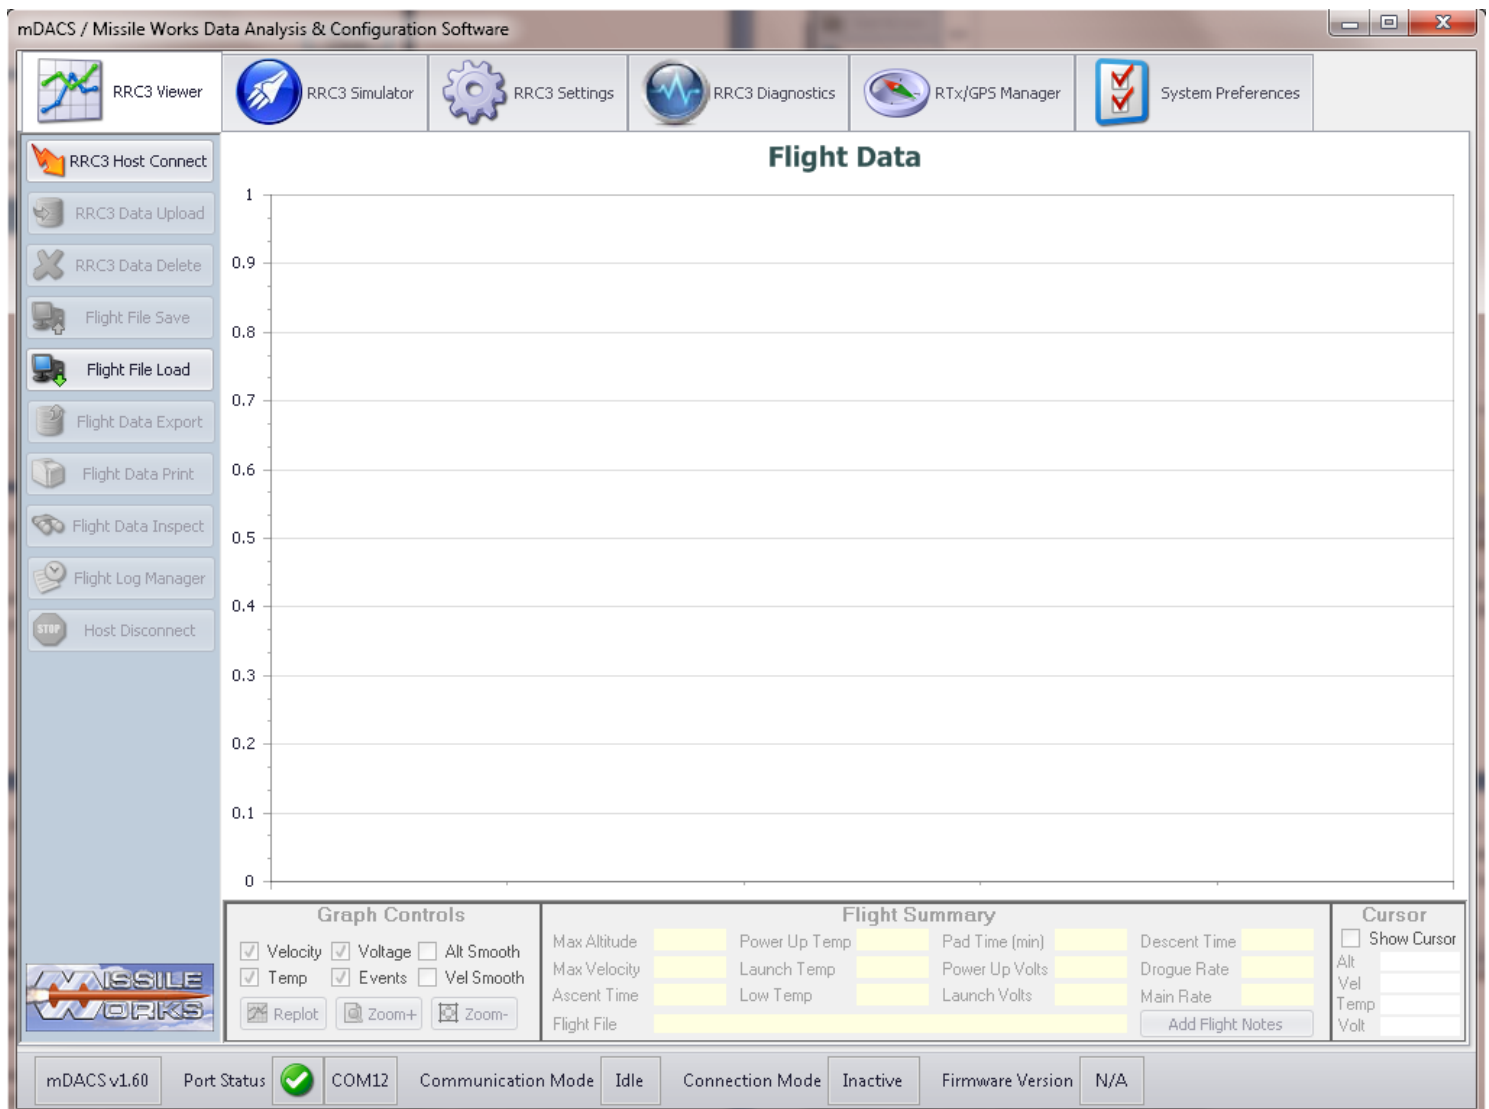 mDACS / Missile Works Data Analysis & Configuration Software
RRC3 Viewer
RRC3 Simulator
RRC3 Settings
RRC3 Diagnostics
RTx/GPS Manager
System Preferences
RRC3 Host Connect
RRC3 Data Upload
RRC3 Data Delete
Flight File Save
Flight File Load
Flight Data Export
Flight Data Print
Flight Data Inspect
Flight Log Manager
STOP
Host Disconnect
MISSILE
WORKS
Flight Data
1
0.9
0.8
0.7
0.6
0.5
0.4
0.3
0.2
0.1
0
Graph Controls
Velocity
Voltage
Alt Smooth
Temp
Events
Vel Smooth
Replot
Zoom+
Zoom-
Flight Summary
Max Altitude
Power Up Temp
Pad Time (min)
Descent Time
Max Velocity
Launch Temp
Power Up Volts
Drogue Rate
Ascent Time
Low Temp
Launch Volts
Main Rate
Flight File
Add Flight Notes
Cursor
Show Cursor
Alt
Vel
Temp
Volt
mDACS v1.60
Port Status
COM12
Communication Mode
Idle
Connection Mode
Inactive
Firmware Version
N/A